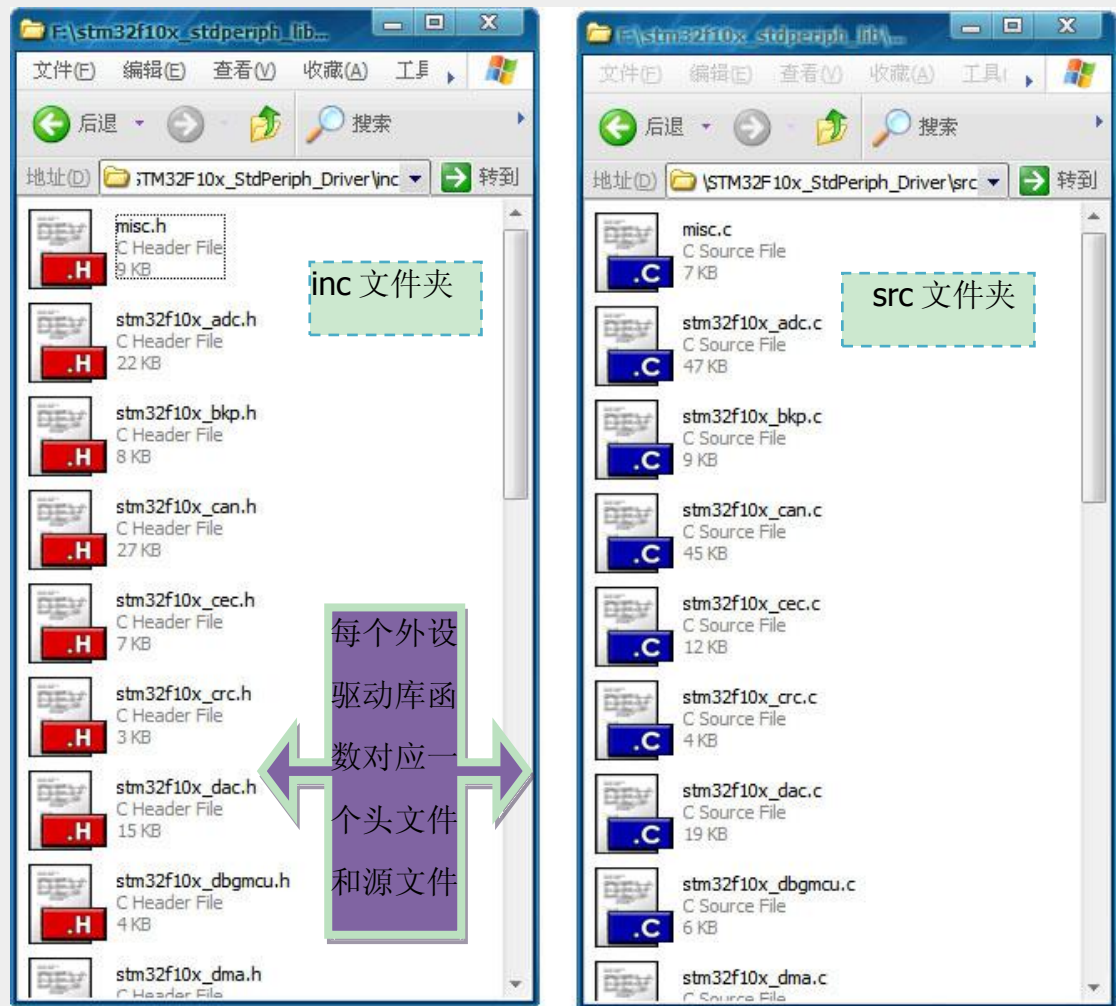 F:\stm32f10x_stdperiph_lib...
文件(F) 编辑(E) 查看(V) 收藏(A) 工具
后退 搜索
地址(D) STM32F10x_StdPeriph_Driver\inc 转到
misc.h
C Header File
9 KB
inc 文件夹
stm32f10x_adc.h
C Header File
22 KB
stm32f10x_bkp.h
C Header File
8 KB
stm32f10x_can.h
C Header File
27 KB
stm32f10x_cec.h
C Header File
7 KB
stm32f10x_crc.h
C Header File
3 KB
stm32f10x_dac.h
C Header File
15 KB
stm32f10x_dbgmcu.h
C Header File
4 KB
stm32f10x_dma.h
C Header File
.H
.H
.H
.H
.H
.H
.H
.H
每个外设
驱动库函
数对应一
个头文件
和源文件
F:\stm32f10x_stdperiph_lib\...
文件(F) 编辑(E) 查看(V) 收藏(A) 工具(
后退 搜索
地址(D) \STM32F10x_StdPeriph_Driver\src 转到
misc.c
C Source File
7 KB
src 文件夹
stm32f10x_adc.c
C Source File
47 KB
stm32f10x_bkp.c
C Source File
9 KB
stm32f10x_can.c
C Source File
45 KB
stm32f10x_cec.c
C Source File
12 KB
stm32f10x_crc.c
C Source File
4 KB
stm32f10x_dac.c
C Source File
19 KB
stm32f10x_dbgmcu.c
C Source File
6 KB
stm32f10x_dma.c
C Source File
.C
.C
.C
.C
.C
.C
.C
.C